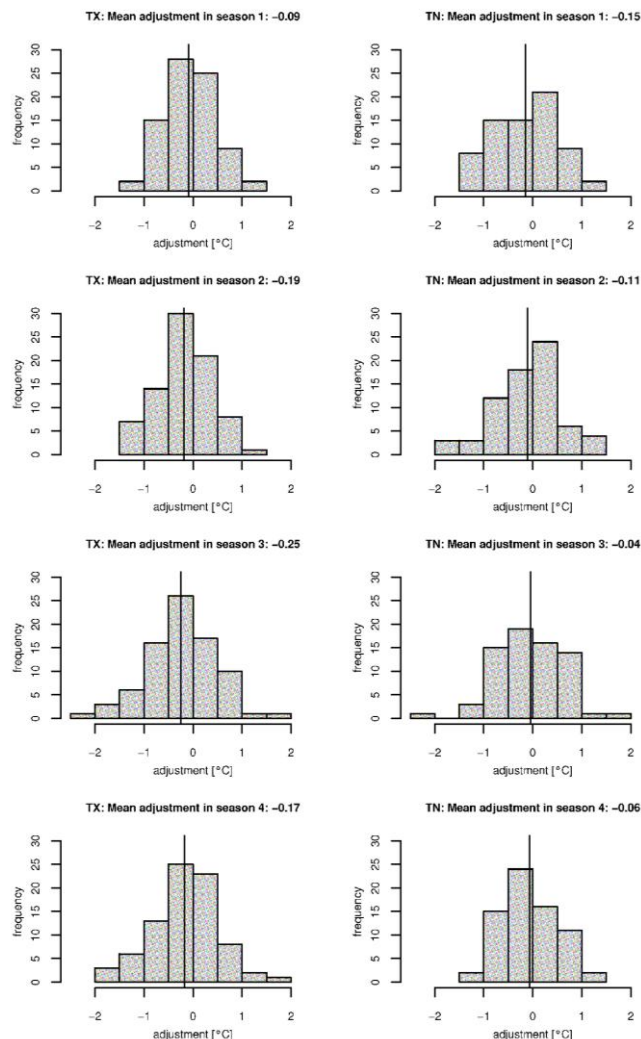 TX: Mean adjustment in season 1: −0.09
frequency
30
25
20
15
10
5
0
−2 −1 0 1 2
adjustment [°C]
TN: Mean adjustment in season 1: −0.15
frequency
30
25
20
15
10
5
0
−2 −1 0 1 2
adjustment [°C]
TX: Mean adjustment in season 2: −0.19
frequency
30
25
20
15
10
5
0
−2 −1 0 1 2
adjustment [°C]
TN: Mean adjustment in season 2: −0.11
frequency
30
25
20
15
10
5
0
−2 −1 0 1 2
adjustment [°C]
TX: Mean adjustment in season 3: −0.25
frequency
30
25
20
15
10
5
0
−2 −1 0 1 2
adjustment [°C]
TN: Mean adjustment in season 3: −0.04
frequency
30
25
20
15
10
5
0
−2 −1 0 1 2
adjustment [°C]
TX: Mean adjustment in season 4: −0.17
frequency
30
25
20
15
10
5
0
−2 −1 0 1 2
adjustment [°C]
TN: Mean adjustment in season 4: −0.06
frequency
30
25
20
15
10
5
0
−2 −1 0 1 2
adjustment [°C]